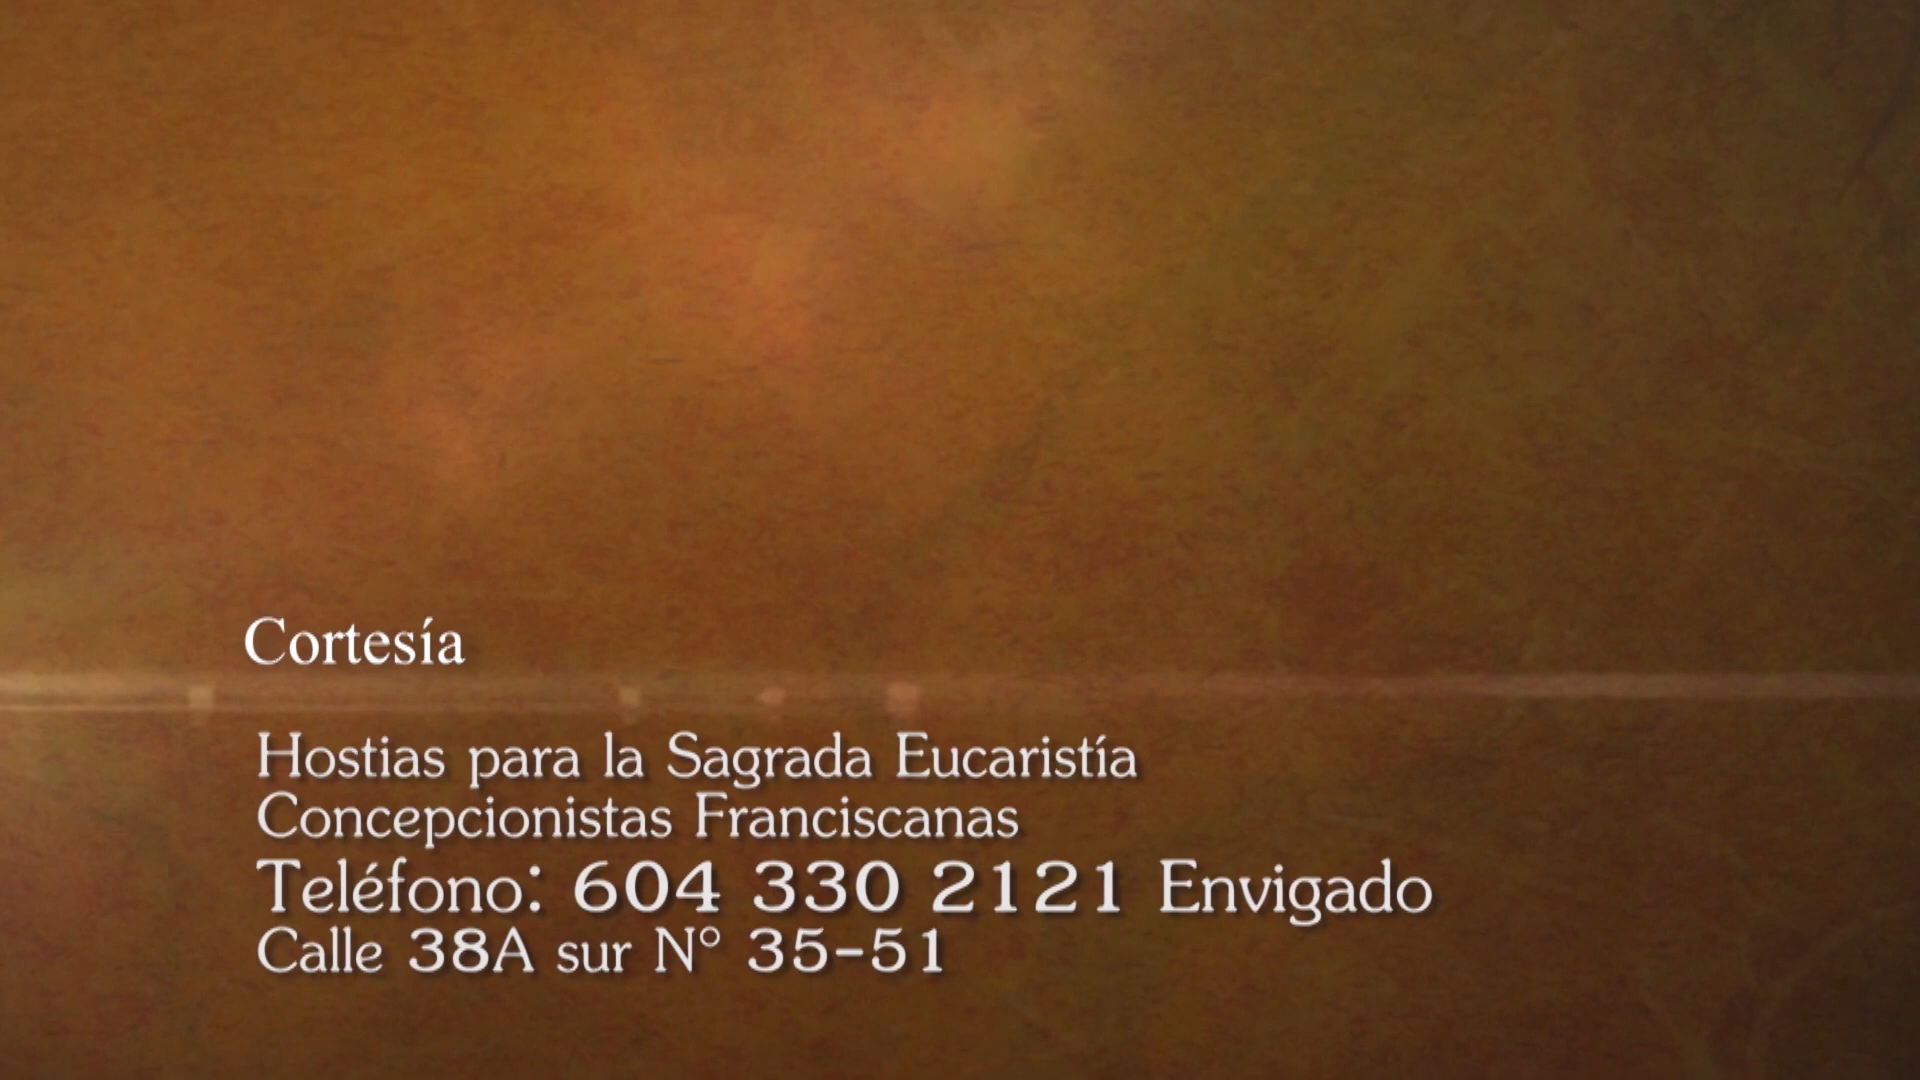 Cortesía
Hostias para la Sagrada Eucaristía
Concepcionistas Franciscanas
Teléfono: 604 330 2121 Envigado
Calle 38A sur N° 35-51